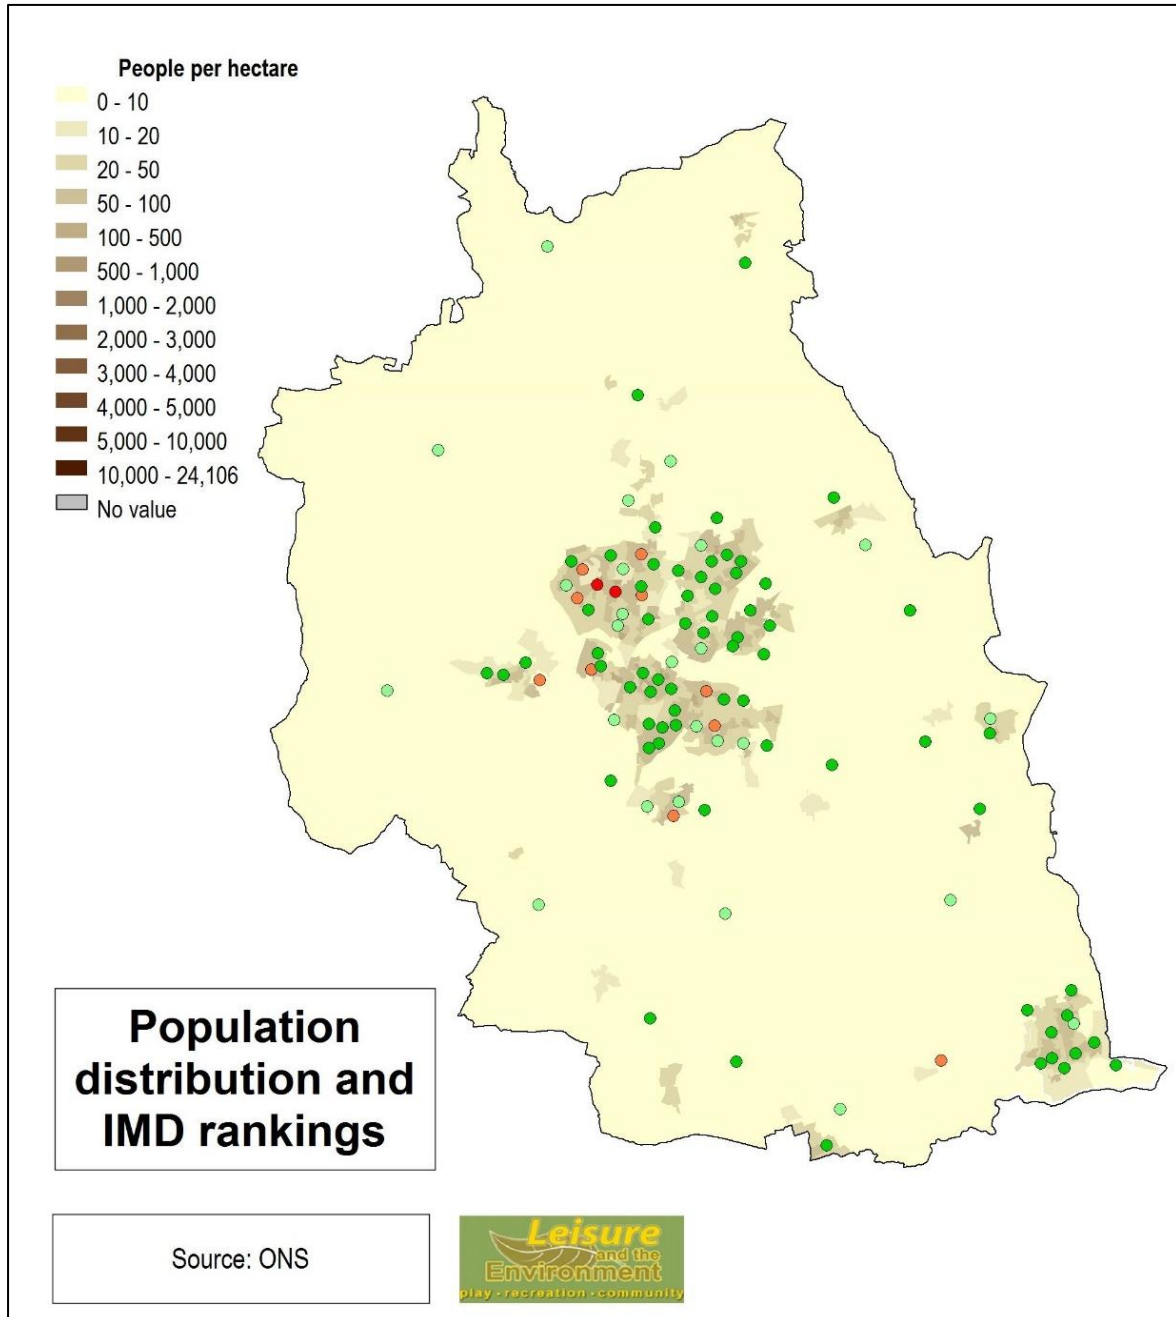 People per hectare
0 - 10
10 - 20
20 - 50
50 - 100
100 - 500
500 - 1,000
1,000 - 2,000
2,000 - 3,000
3,000 - 4,000
4,000 - 5,000
5,000 - 10,000
10,000 - 24,106
No value
Population
distribution and
IMD rankings
Source: ONS
Leisure
and the
Environment
play - recreation - community